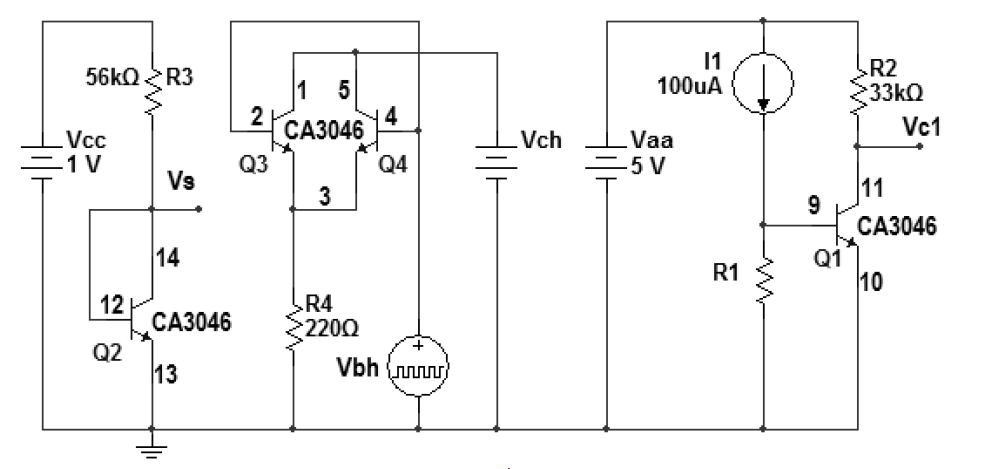 56kΩ
R3
Vcc
1 V
Vs
14
12
CA3046
Q2
13
1
5
2
CA3046
4
Q3
Q4
3
R4
220Ω
Vbh
+
Vch
Vaa
5 V
I1
100uA
R2
33kΩ
Vc1
11
9
CA3046
Q1
R1
10